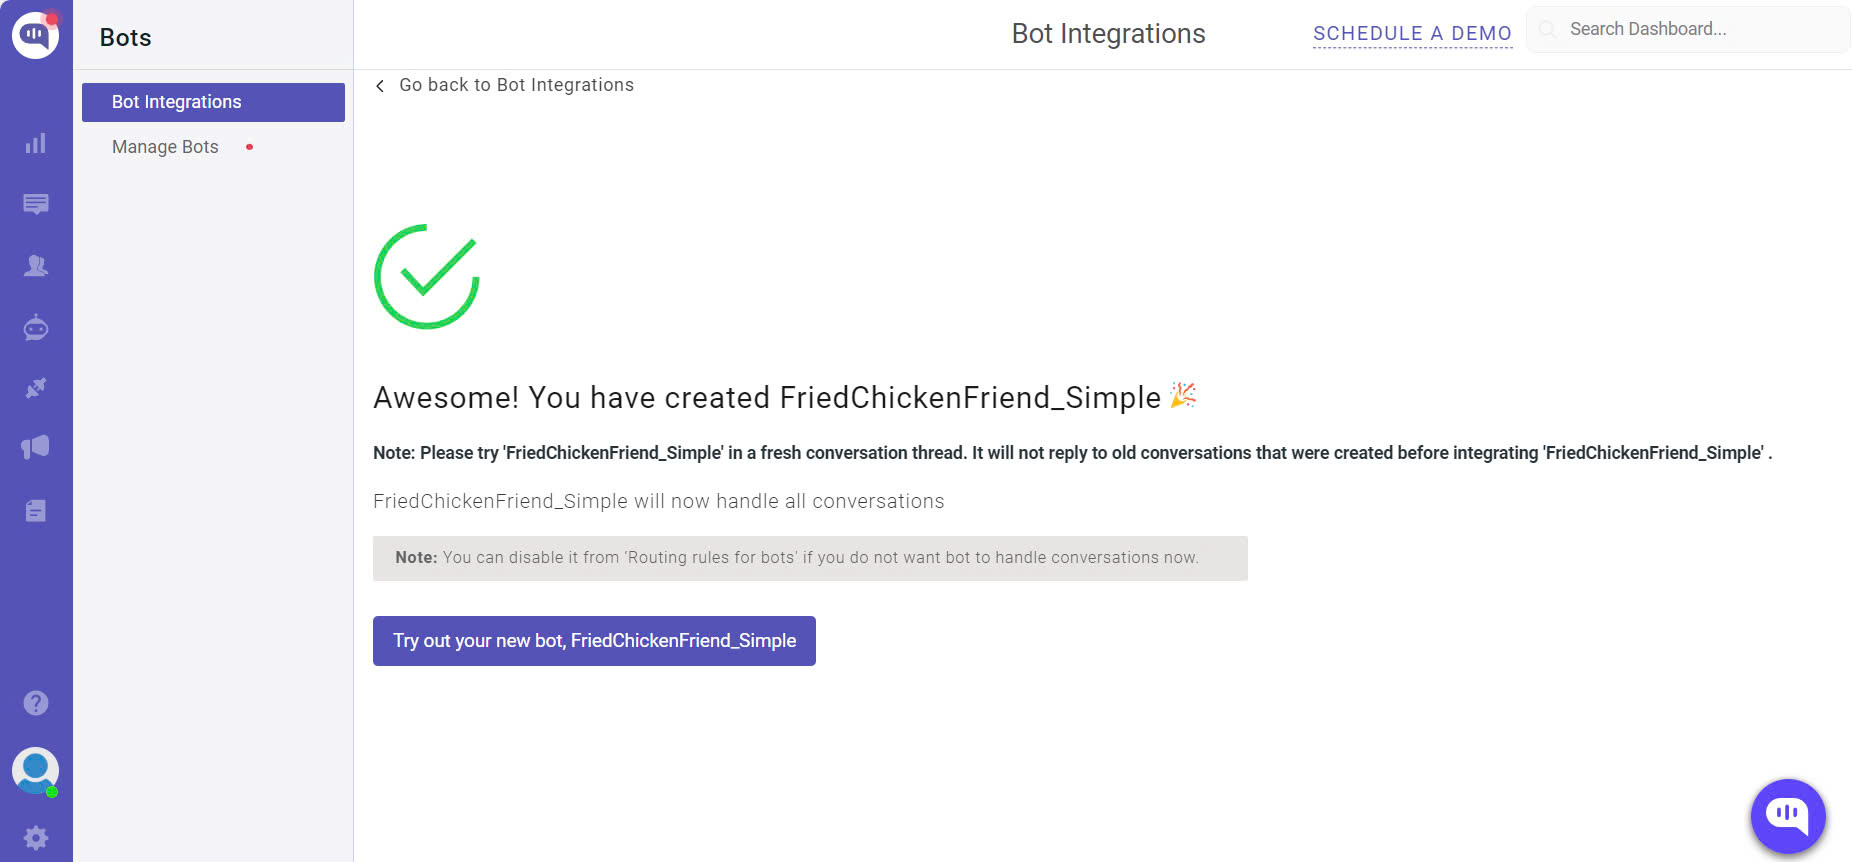 Bots
Bot Integrations
SCHEDULE A DEMO
Search Dashboard...
Bot Integrations
Manage Bots
Go back to Bot Integrations
Awesome! You have created FriedChickenFriend_Simple
Note: Please try 'FriedChickenFriend_Simple' in a fresh conversation thread. It will not reply to old conversations that were created before integrating 'FriedChickenFriend_Simple' .
FriedChickenFriend_Simple will now handle all conversations
Note: You can disable it from 'Routing rules for bots' if you do not want bot to handle conversations now.
Try out your new bot, FriedChickenFriend_Simple